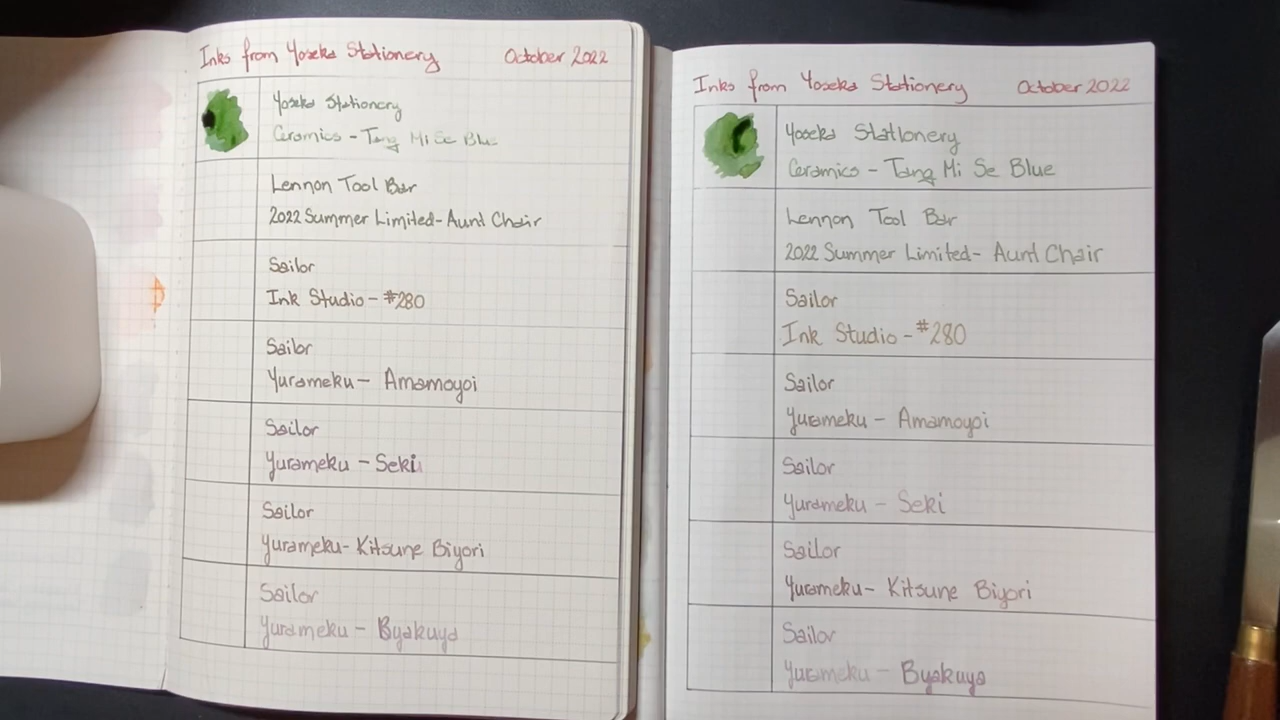 Inks from Yoseka Stationery October 2022
Yoseka Stationery
Ceramics - Tang Mi Se Blue
Lennon Tool Bar
2022 Summer Limited- Aunt Chair
Sailor
Ink Studio - #280
Sailor
Yurameku - Amamoyoi
Sailor
Yurameku - Seki
Sailor
Yurameku- Kitsune Biyori
Sailor
Yurameku - Byakuya
Inks from Yoseka Stationery October 2022
Yoseka Stationery
Ceramics - Tang Mi Se Blue
Lennon Tool Bar
2022 Summer Limited- Aunt Chair
Sailor
Ink Studio - #280
Sailor
Yurameku - Amamoyoi
Sailor
Yurameku - Seki
Sailor
Yurameku- Kitsune Biyori
Sailor
Yurameku - Byakuya